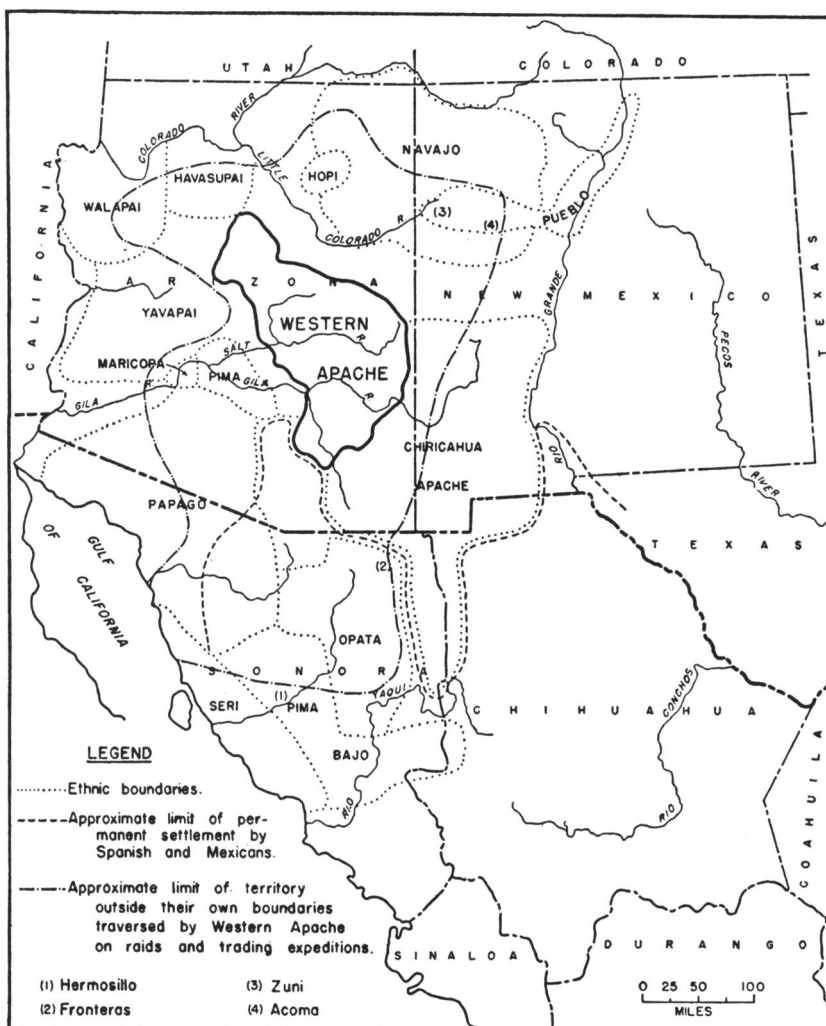 UTAH
COLORADO
CALIFORNIA
COLORADO
RIVER
LITTLE
COLORADO R.
NAVAJO
HOPI
HAVASUPAI
WALAPAI
(3)
(4)
PUEBLO
ARIZONA
NEW MEXICO
TEXAS
GRANDE
PECOS
RIVER
YAVAPAI
WESTERN
APACHE
MARICOPA
SALT
R.
PIMA
GILA
R.
GILA
R.
CHIRICAHUA
APACHE
RIO
PAPAGO
TEXAS
GULF
OF
CALIFORNIA
(2)
OPATA
SONORA
YAQUI
(1)
SERI
PIMA
BAJO
RIO
CHIHUAHUA
CONCHOS
RIO
COAHUILA
SINALOA
DURANGO
LEGEND
Ethnic boundaries.
Approximate limit of per-
manent settlement by
Spanish and Mexicans.
Approximate limit of territory
outside their own boundaries
traversed by Western Apache
on raids and trading expeditions.
(1) Hermosillo
(3) Zuni
(2) Fronteras
(4) Acoma
0 25 50 100
MILES